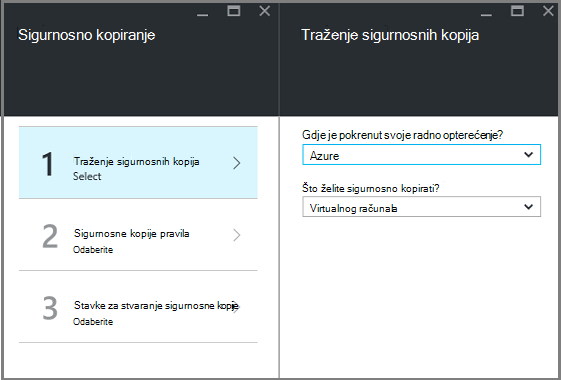 Sigurnosno kopiranje
1
Traženje sigurnosnih kopija
Select
2
Sigurnosne kopije pravila
Odaberite
3
Stavke za stvaranje sigurnosne kopije
Odaberite
Traženje sigurnosnih kopija
Gdje je pokrenut svoje radno opterećenje?
Azure
Što želite sigurnosno kopirati?
Virtualnog računala